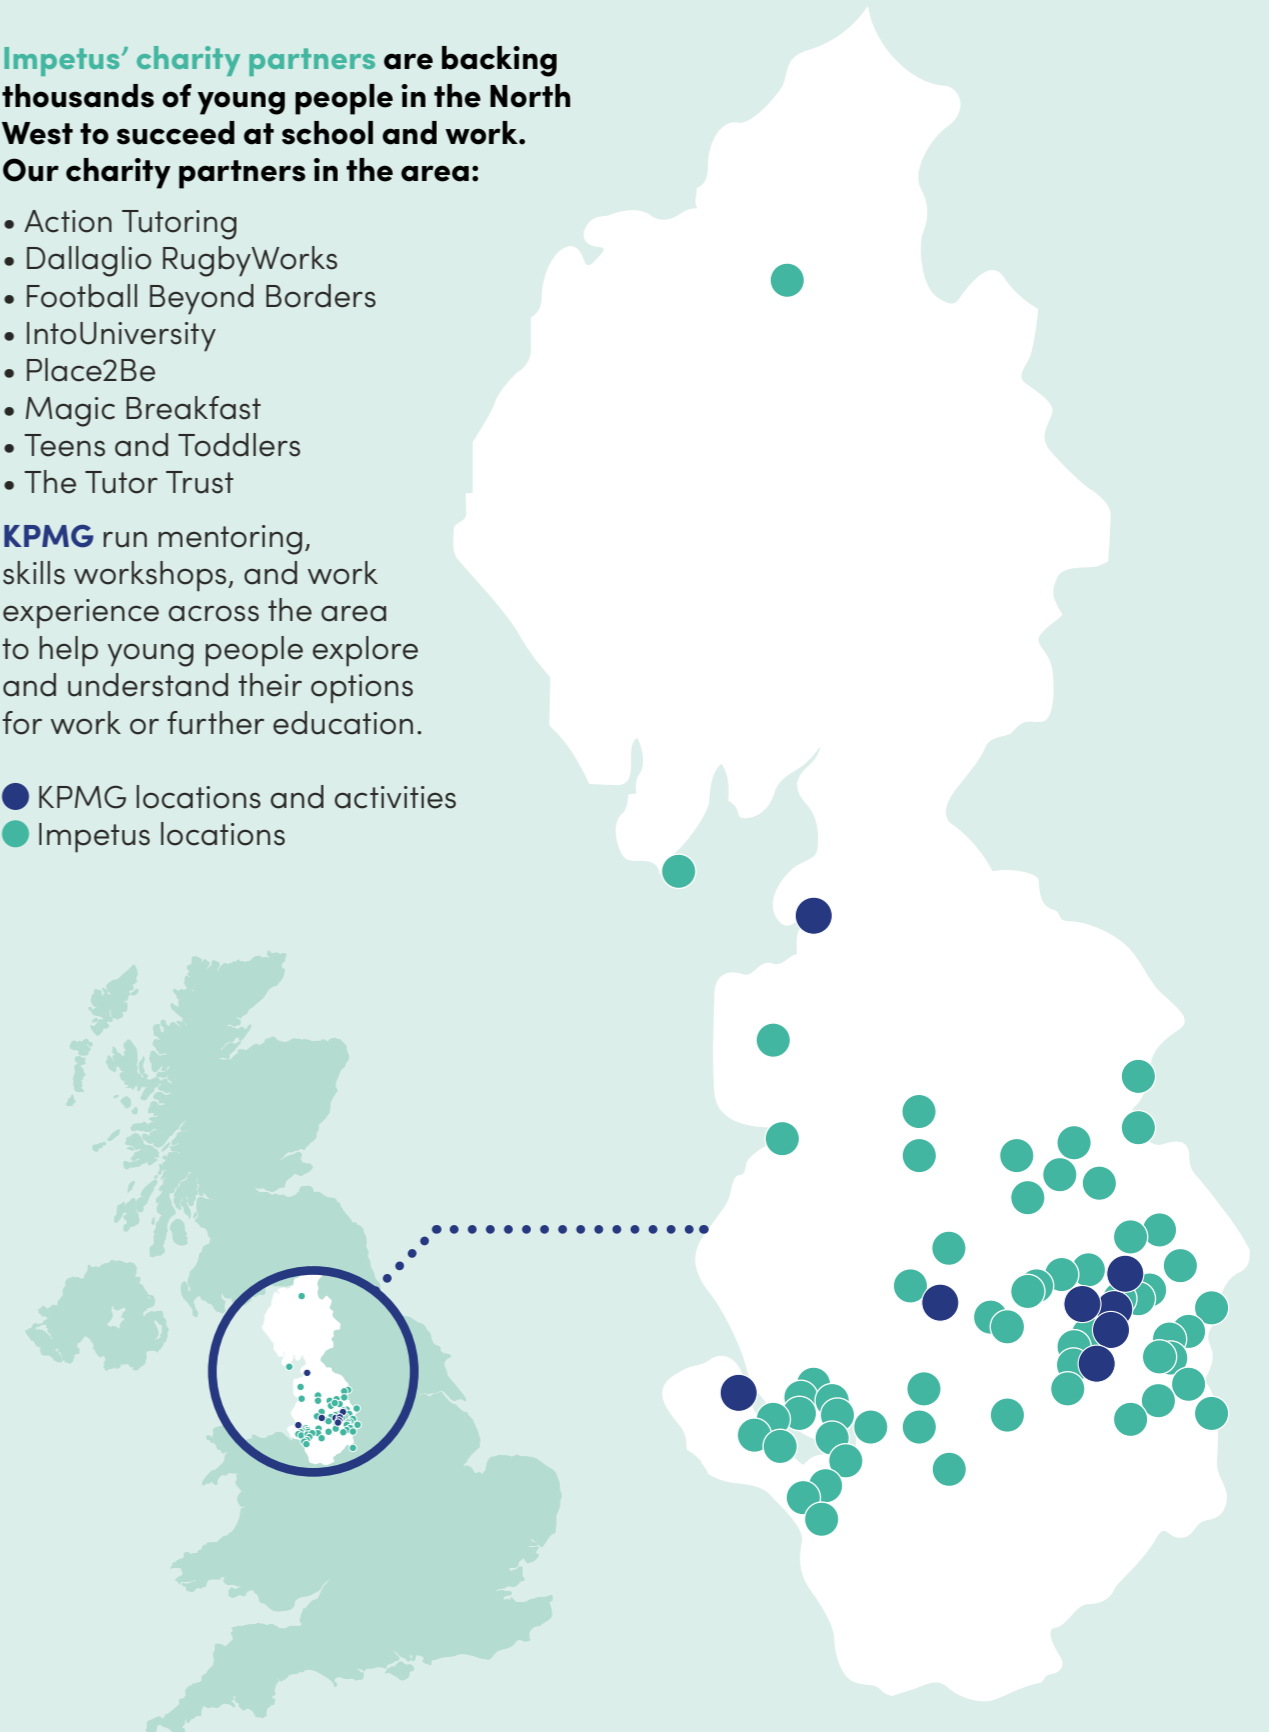 Impetus’ charity partners are backing
thousands of young people in the North
West to succeed at school and work.
Our charity partners in the area:
• Action Tutoring
• Dallaglio RugbyWorks
• Football Beyond Borders
• IntoUniversity
• Place2Be
• Magic Breakfast
• Teens and Toddlers
• The Tutor Trust
KPMG run mentoring,
skills workshops, and work
experience across the area
to help young people explore
and understand their options
for work or further education.
KPMG locations and activities
Impetus locations